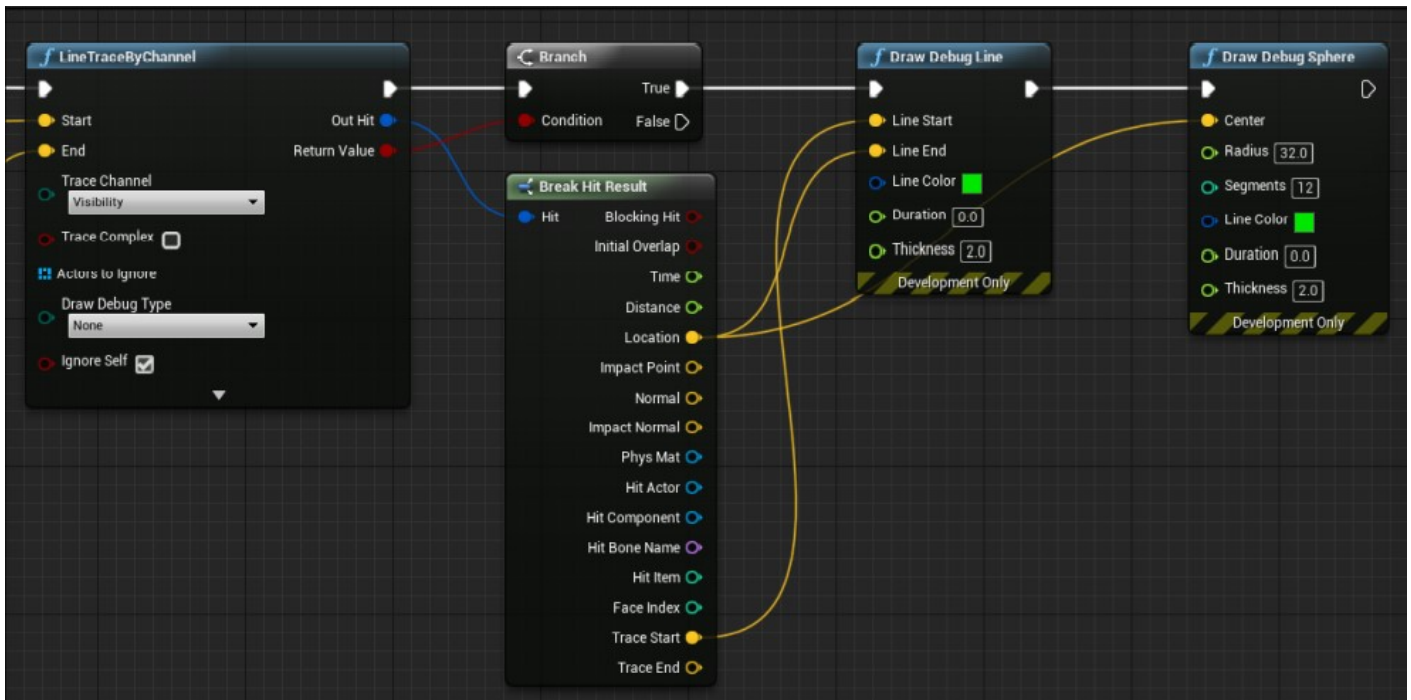 LineTraceByChannel
Start
Out Hit
End
Return Value
Trace Channel
Visibility
Trace Complex
Actors to Ignore
Draw Debug Type
None
Ignore Self
Branch
True
Condition
False
Break Hit Result
Hit
Blocking Hit
Initial Overlap
Time
Distance
Location
Impact Point
Normal
Impact Normal
Phys Mat
Hit Actor
Hit Component
Hit Bone Name
Hit Item
Face Index
Trace Start
Trace End
Draw Debug Line
Line Start
Line End
Line Color
Duration 0.0
Thickness 2.0
Development Only
Draw Debug Sphere
Center
Radius 32.0
Segments 12
Line Color
Duration 0.0
Thickness 2.0
Development Only